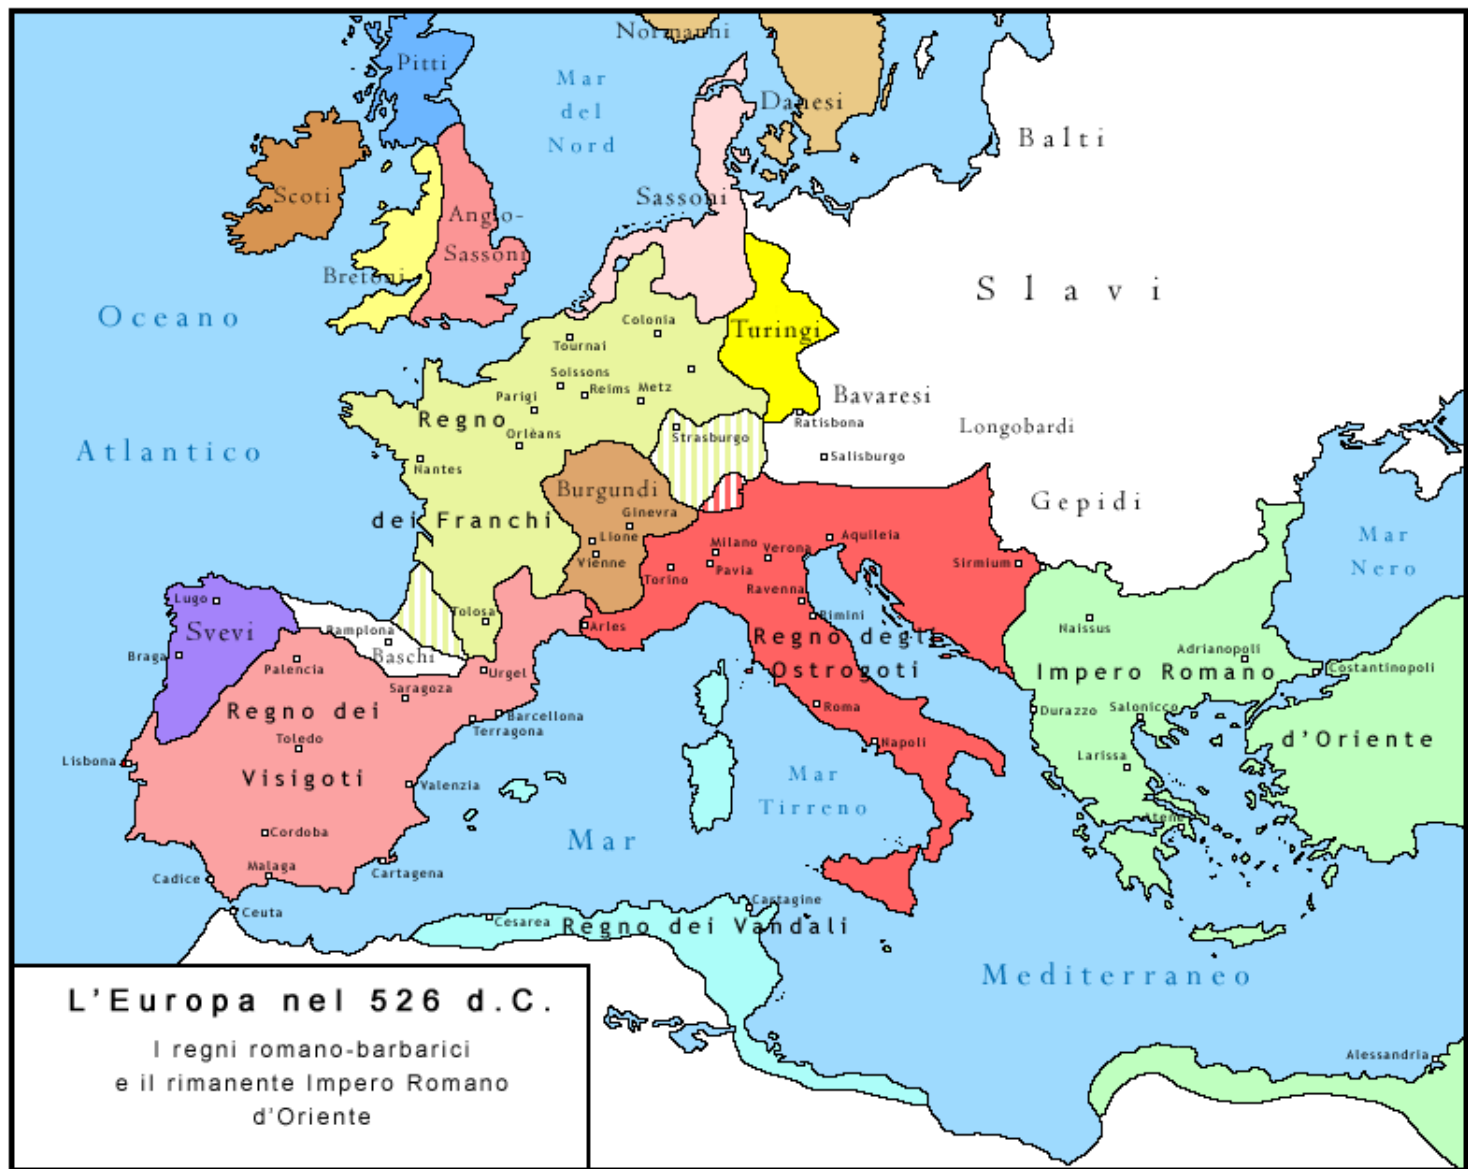 Normanni
Pitti
Mar
del
Nord
Danesi
Balti
Scoti
Sassoni
Anglo-
Sassoni
Bretoni
Slavi
Oceano
Atlantico
Colonia
Tournai
Turingi
Soissons
Reims
Metz
Parigi
Regno
dei Franchi
Orlèans
Nantes
Strasburgo
Bavaresi
Ratisbona
Longobardi
Salisburgo
Burgundi
Ginevra
Lione
Vienne
Gepidi
Mar
Nero
Milano
Verona
Aquileia
Pavia
Torino
Sirmium
Ravenna
Rimini
Arles
Regno degli
Ostrogoti
Lugo
Svevi
Braga
Pamplona
Baschi
Tolosa
Palencia
Urgel
Saragoza
Regno dei
Visigoti
Barcellona
Terragona
Toledo
Lisbona
Valenzia
Cordoba
Malaga
Cadice
Cartagena
Ceuta
Naissus
Adrianopoli
Costantinopoli
Impero Romano
d'Oriente
Durazzo
Salonicco
Larissa
Atene
Roma
Napoli
Mar
Tirreno
Mar
Mediterraneo
Cartagine
Cesarea
Regno dei Vandali
Alessandria
L'Europa nel 526 d.C.
I regni romano-barbarici
e il rimanente Impero Romano
d'Oriente